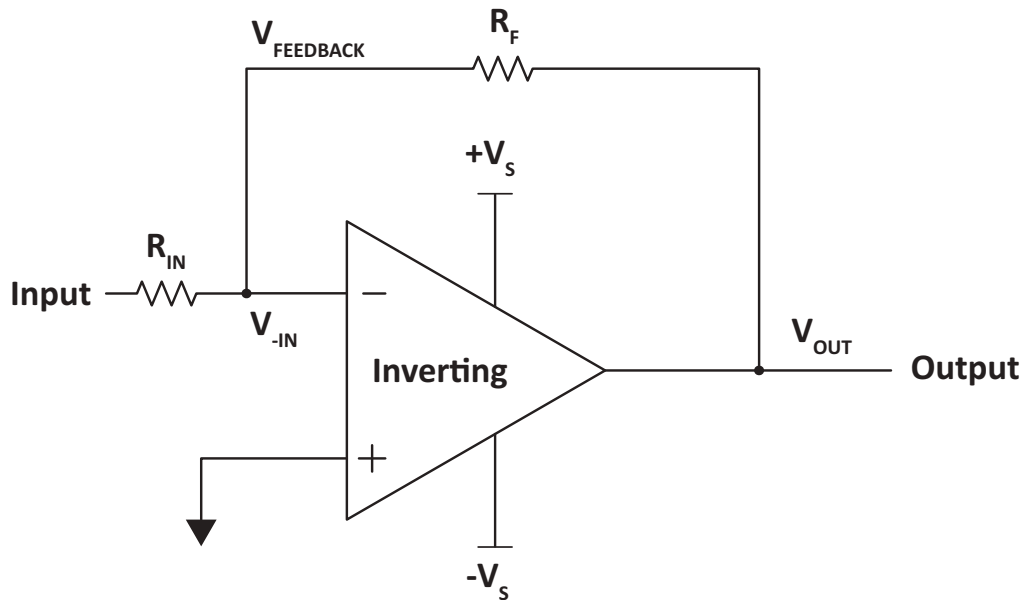 R_F
V_FEEDBACK
+V_S
R_IN
Input
−
V_-IN
V_OUT
Inverting
Output
+
-V_S